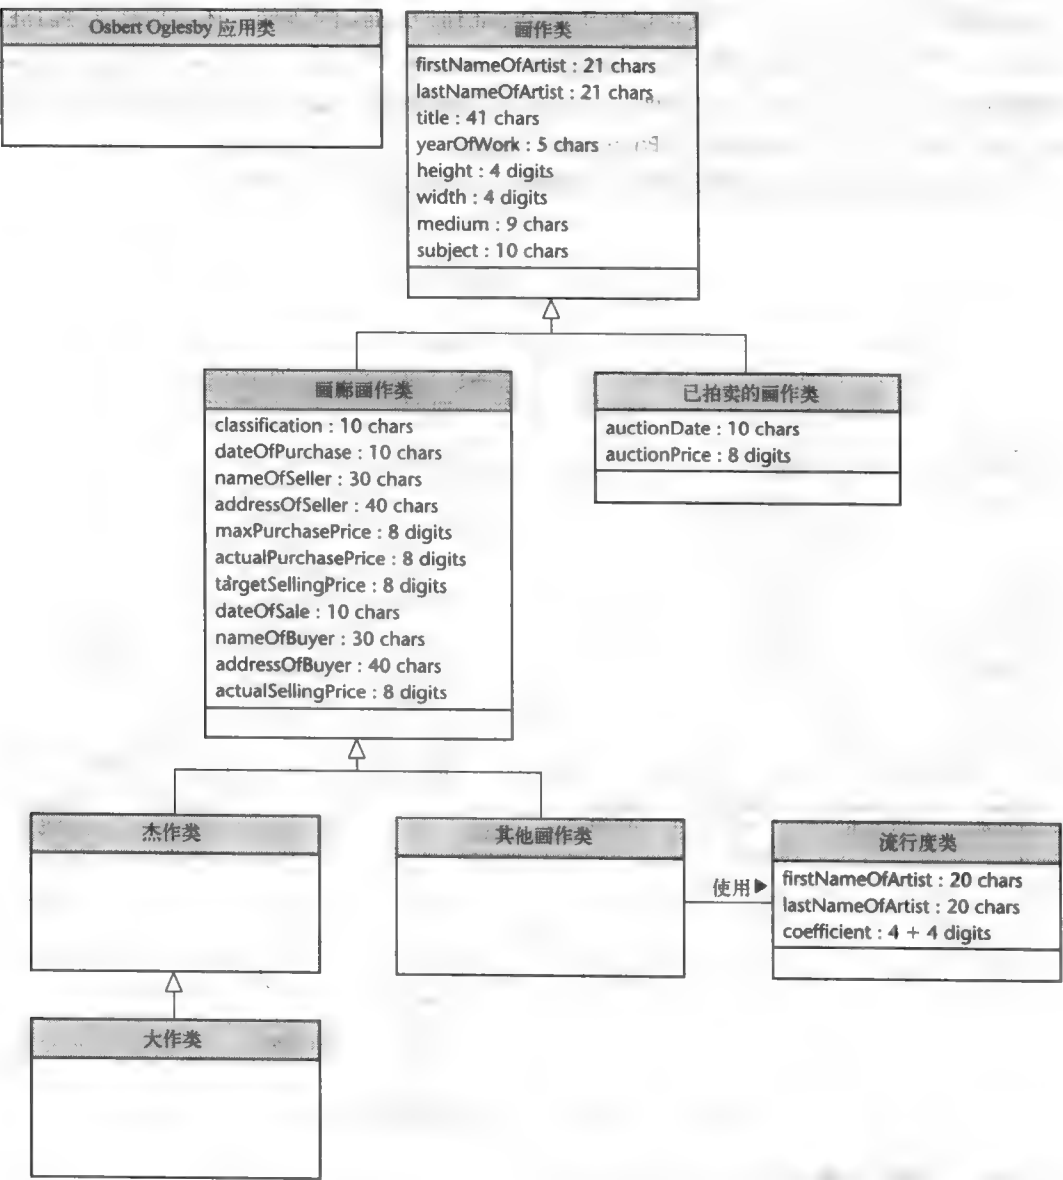 Osbert Oglesby 应用类
画作类
firstNameOfArtist : 21 chars
lastNameOfArtist : 21 chars
title : 41 chars
yearOfWork : 5 chars
height : 4 digits
width : 4 digits
medium : 9 chars
subject : 10 chars
画廊画作类
classification : 10 chars
dateOfPurchase : 10 chars
nameOfSeller : 30 chars
addressOfSeller : 40 chars
maxPurchasePrice : 8 digits
actualPurchasePrice : 8 digits
targetSellingPrice : 8 digits
dateOfSale : 10 chars
nameOfBuyer : 30 chars
addressOfBuyer : 40 chars
actualSellingPrice : 8 digits
已拍卖的画作类
auctionDate : 10 chars
auctionPrice : 8 digits
杰作类
其他画作类
使用▶
流行度类
firstNameOfArtist : 20 chars
lastNameOfArtist : 20 chars
coefficient : 4 + 4 digits
大作类